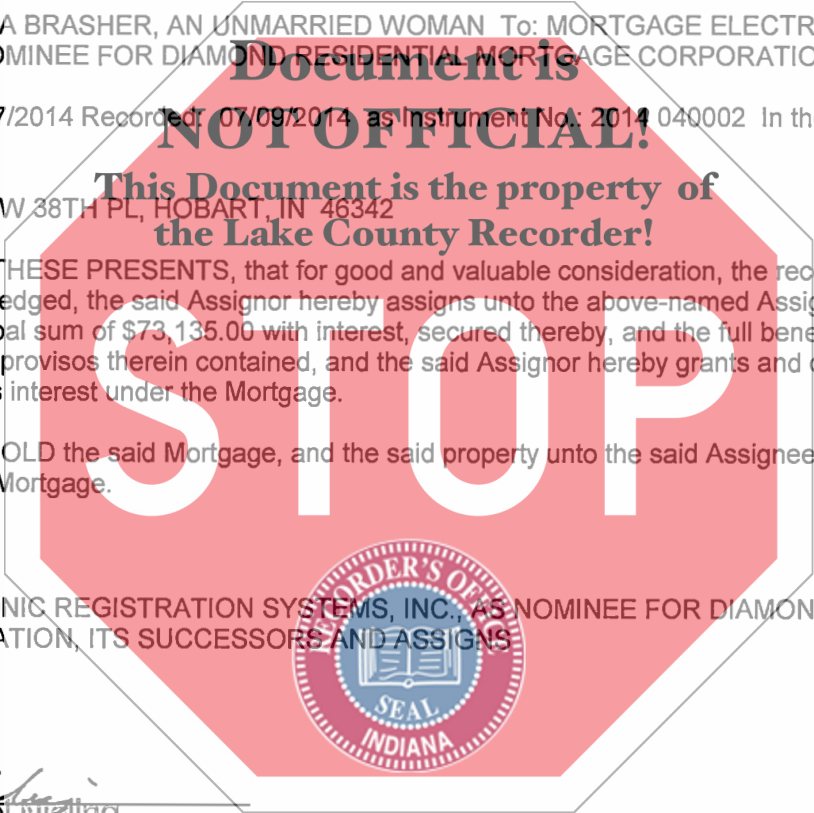 A BRASHER, AN UNMARRIED WOMAN To: MORTGAGE ELECTR
OMINEE FOR DIAMOND RESIDENTIAL MORTGAGE CORPORATIO
Document is
7/2014 Recorded: 07/09/2014 as Instrument No.: 2014 040002 In th
NOT OFFICIAL!
This Document is the property of
W 38TH PL, HOBART, IN 46342
the Lake County Recorder!
HESE PRESENTS, that for good and valuable consideration, the rec
edged, the said Assignor hereby assigns unto the above-named Assig
al sum of $73,135.00 with interest, secured thereby, and the full bene
provisos therein contained, and the said Assignor hereby grants and
s interest under the Mortgage.
STOP
OLD the said Mortgage, and the said property unto the said Assignee
Mortgage.
RECORDER'S OFFICE
NIC REGISTRATION SYSTEMS, INC., AS NOMINEE FOR DIAMON
ATION, ITS SUCCESSORS AND ASSIGNS
SEAL
INDIANA